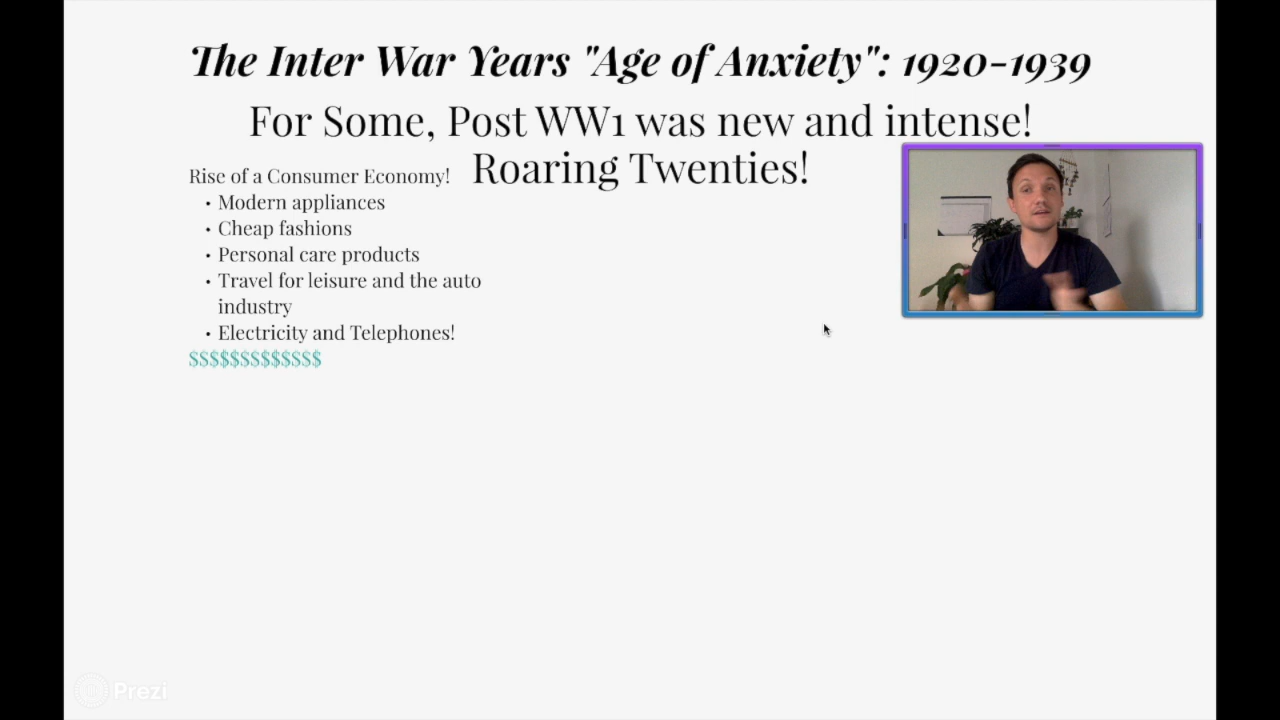 The Inter War Years "Age of Anxiety": 1920-1939
For Some, Post WW1 was new and intense!
Roaring Twenties!
Rise of a Consumer Economy!
• Modern appliances
• Cheap fashions
• Personal care products
• Travel for leisure and the auto
industry
• Electricity and Telephones!
$$$$$$$$$$$$$
Prezi